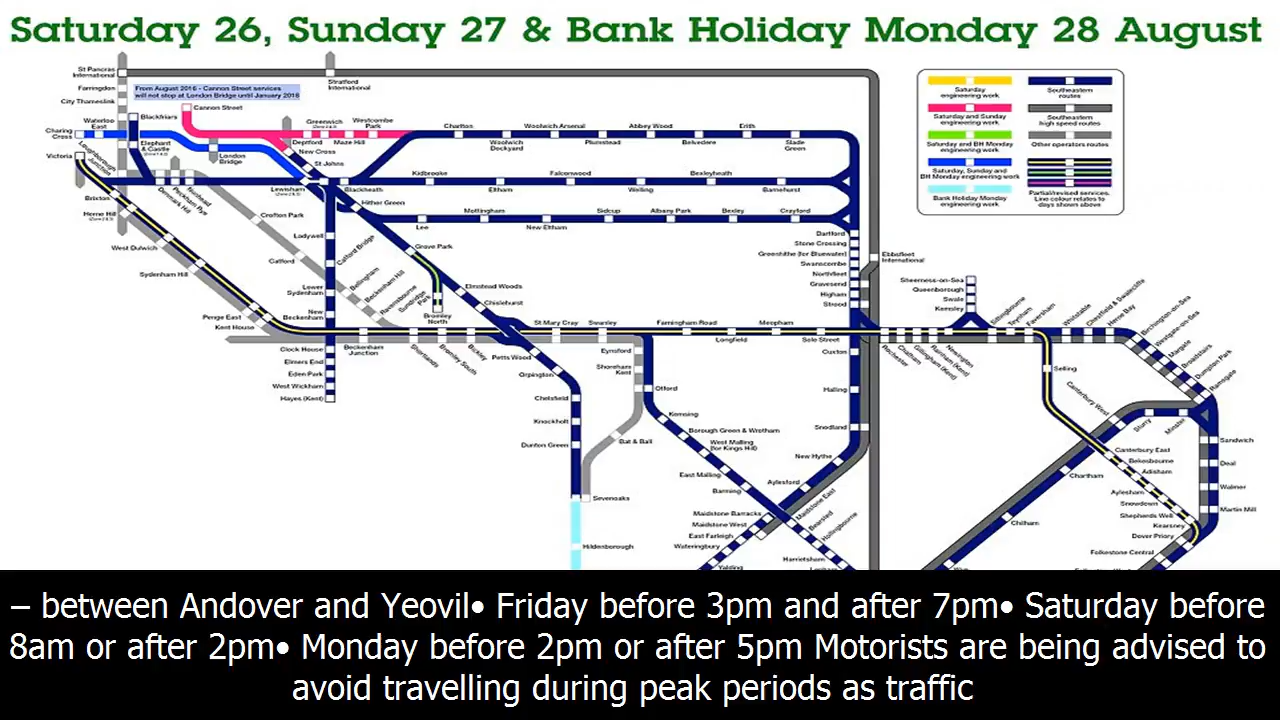 Saturday 26, Sunday 27 & Bank Holiday Monday 28 August
St Pancras
International
Farringdon
City Thameslink
Stratford
International
From August 2016 - Cannon Street services
will not stop at London Bridge until January 2018
Cannon Street
Blackfriars
Waterloo
East
Charing
Cross
Victoria
Loughborough
Junction
Elephant
& Castle
London
Bridge
Greenwich
Westcombe
Park
Deptford
Maze Hill
New Cross
St Johns
Lewisham
Blackheath
Charlton
Woolwich Arsenal
Abbey Wood
Erith
Woolwich
Dockyard
Plumstead
Belvedere
Slade
Green
Kidbrooke
Falconwood
Bexleyheath
Eltham
Welling
Barnehurst
Hither Green
Lee
Mottingham
New Eltham
Sidcup
Albany Park
Bexley
Crayford
Brixton
Herne Hill
Denmark Hill
Peckham Rye
Nunhead
West Dulwich
Sydenham Hill
Penge East
Kent House
Crofton Park
Catford
Ladywell
Catford Bridge
Lower
Sydenham
New
Beckenham
Bellingham
Beckenham Hill
Ravensbourne
Grove Park
Sundridge
Park
Bromley
North
Elmstead Woods
Chislehurst
Clock House
Elmers End
Eden Park
West Wickham
Hayes (Kent)
Beckenham
Junction
Shortlands
Bromley South
Bickley
Petts Wood
Orpington
Chelsfield
Knockholt
Dunton Green
Sevenoaks
Hildenborough
St Mary Cray
Swanley
Farningham Road
Longfield
Meopham
Sole Street
Eynsford
Shoreham
Kent
Otford
Bat & Ball
Kemsing
Borough Green & Wrotham
West Malling
(for Kings Hill)
East Malling
Barming
Maidstone East
Bearsted
Hollingbourne
Harrietsham
Dartford
Stone Crossing
Greenhithe (for Bluewater)
Swanscombe
Northfleet
Gravesend
Higham
Strood
Ebbsfleet
International
Cuxton
Halling
Snodland
New Hythe
Aylesford
Maidstone Barracks
Maidstone West
East Farleigh
Wateringbury
Yalding
Rochester
Chatham
Gillingham (Kent)
Rainham (Kent)
Newington
Sheerness-on-Sea
Queenborough
Swale
Kemsley
Sittingbourne
Teynham
Faversham
Whitstable
Chestfield & Swalecliffe
Herne Bay
Birchington-on-Sea
Westgate-on-Sea
Margate
Broadstairs
Dumpton Park
Ramsgate
Selling
Canterbury West
Sturry
Minster
Canterbury East
Bekesbourne
Adisham
Aylesham
Snowdown
Shepherds Well
Kearsney
Dover Priory
Folkestone Central
Sandwich
Deal
Walmer
Martin Mill
Chartham
Chilham
Saturday
engineering work
Saturday and Sunday
engineering work
Saturday and BH Monday
engineering work
Saturday, Sunday and
BH Monday engineering work
Bank Holiday Monday
engineering work
Southeastern
routes
Southeastern
high speed routes
Other operators routes
Partial/revised services.
Line colour relates to
days shown above
– between Andover and Yeovil• Friday before 3pm and after 7pm• Saturday before
8am or after 2pm• Monday before 2pm or after 5pm Motorists are being advised to
avoid travelling during peak periods as traffic